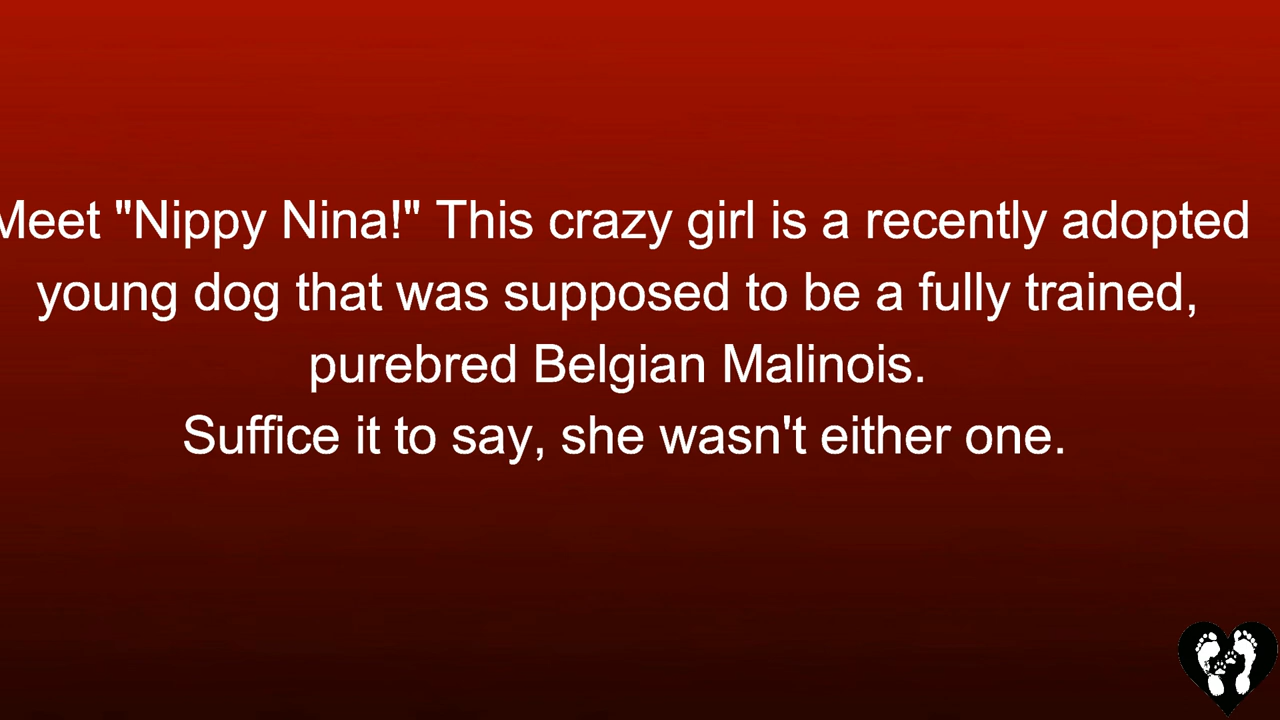 Meet "Nippy Nina!" This crazy girl is a recently adopted
young dog that was supposed to be a fully trained,
purebred Belgian Malinois.
Suffice it to say, she wasn't either one.